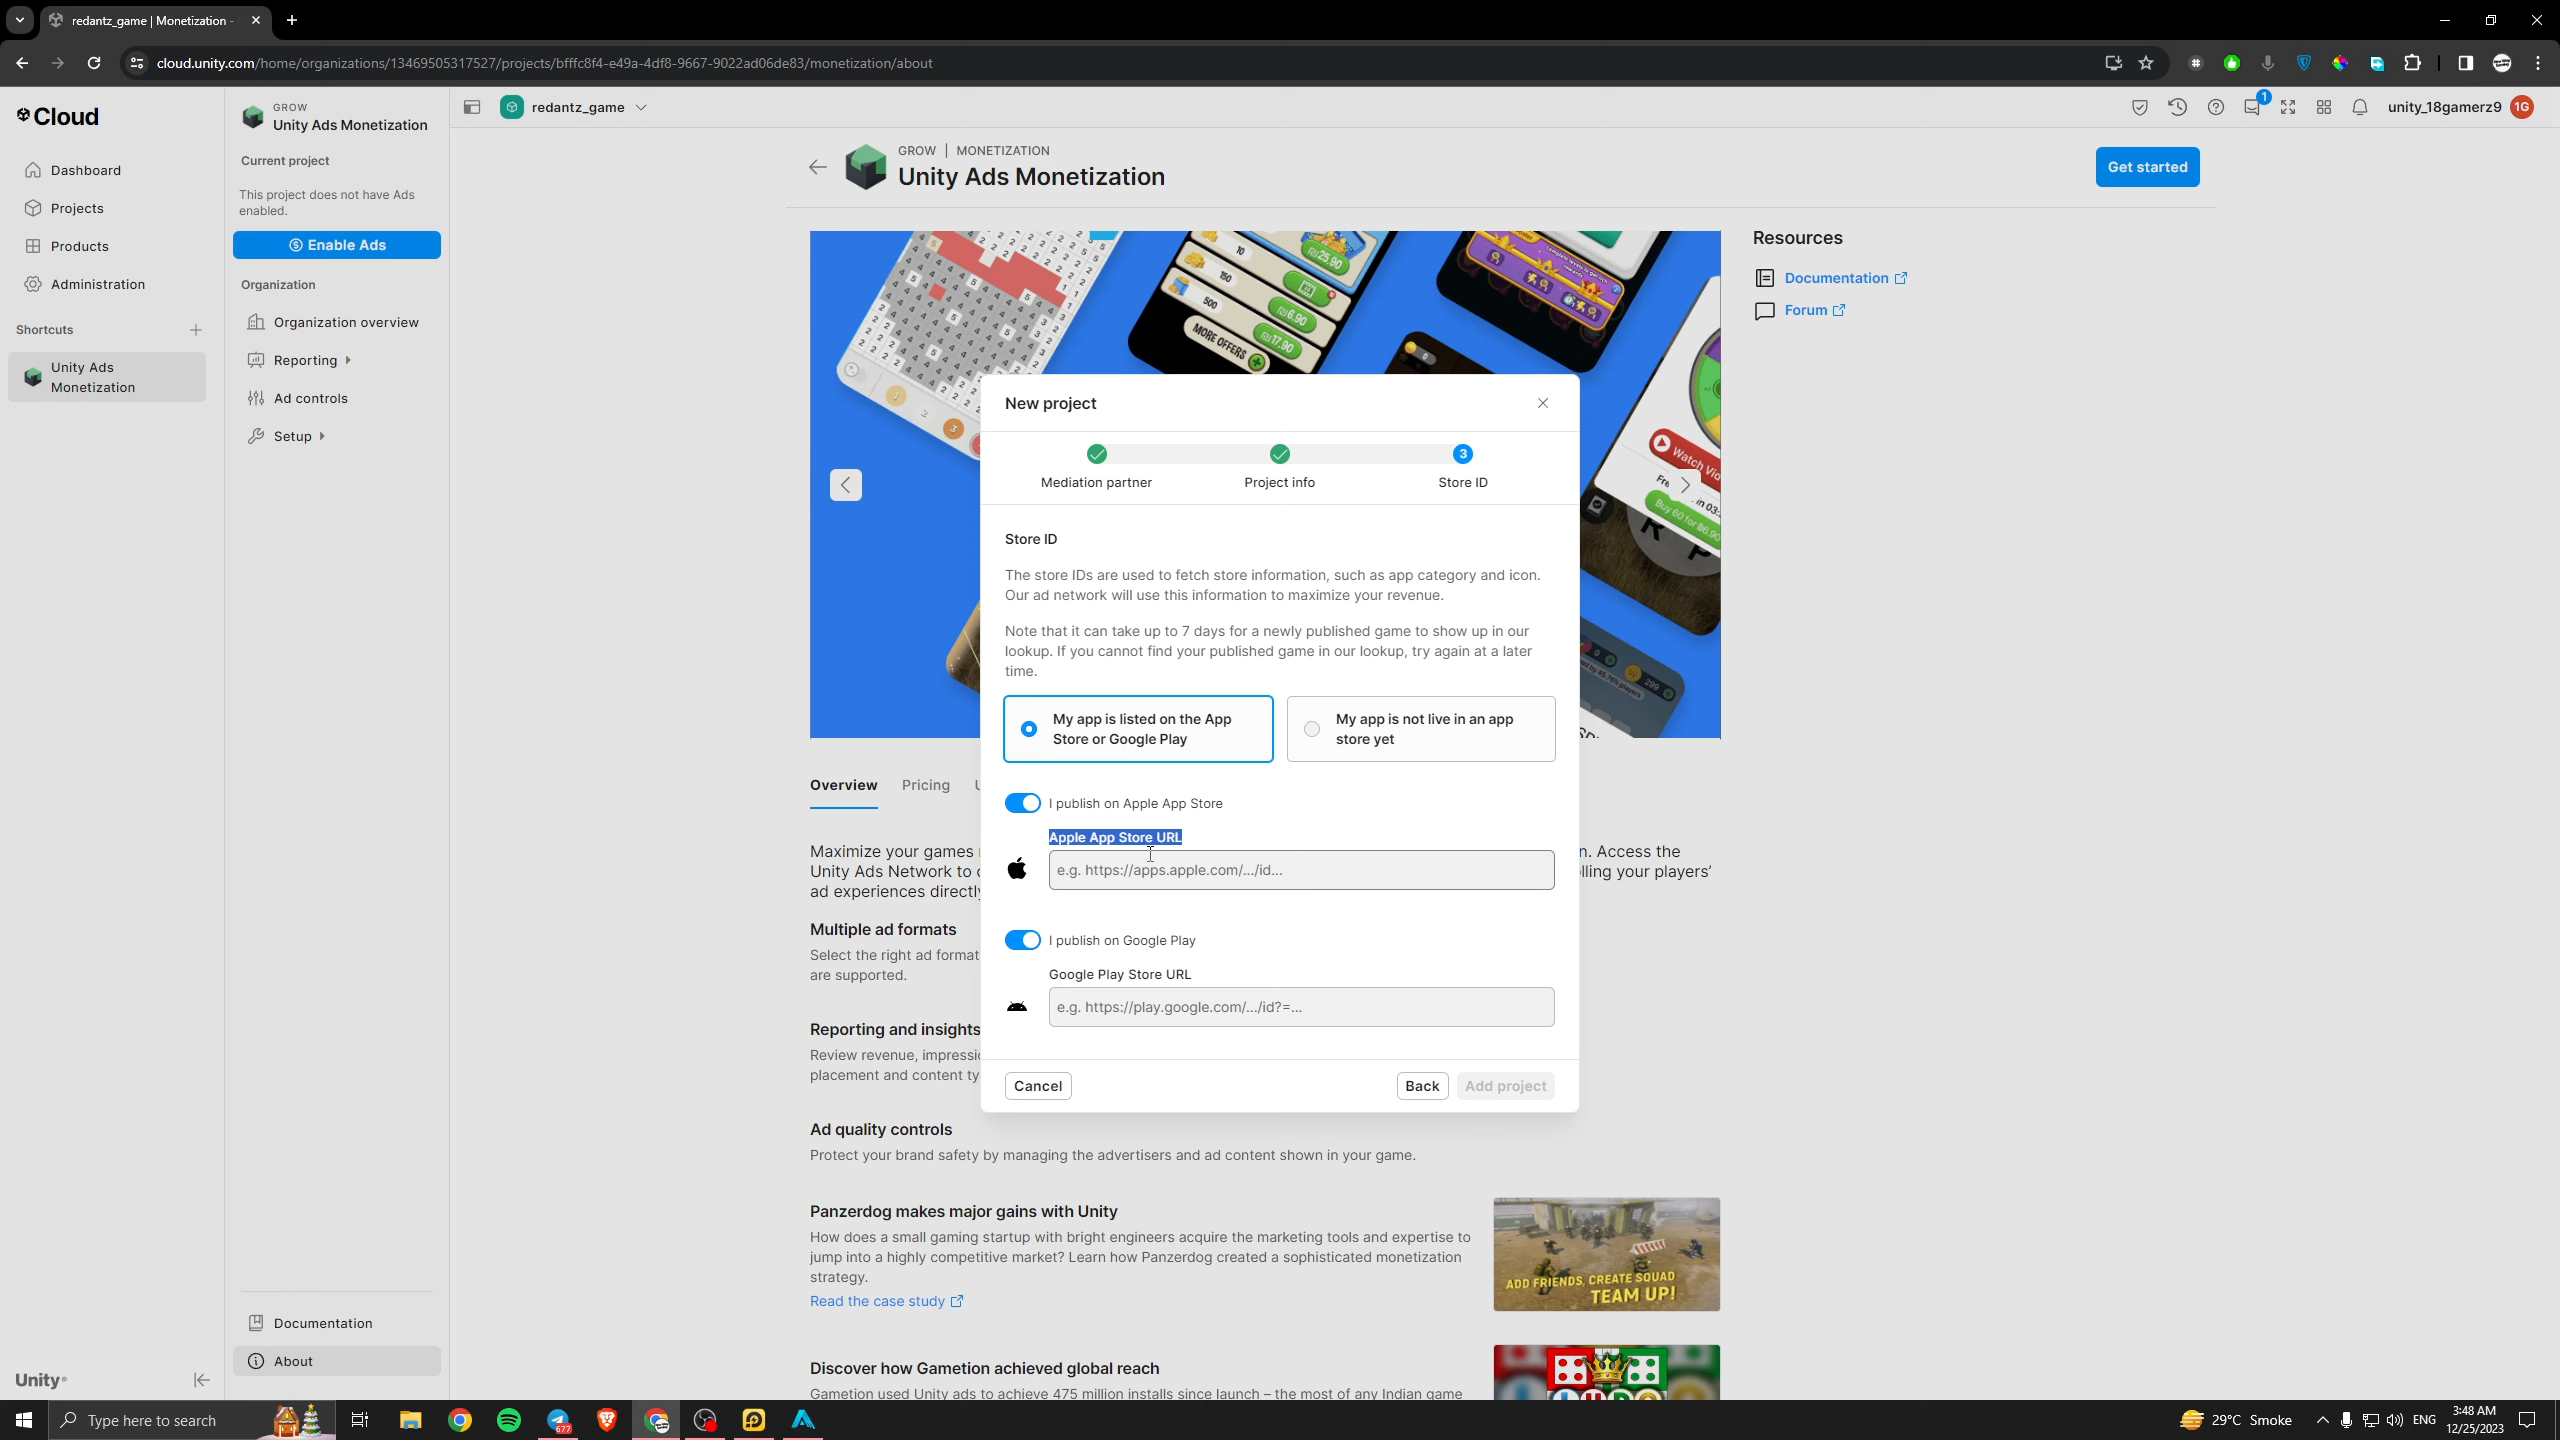 redantz_game | Monetization -
cloud.unity.com/home/organizations/13469505317527/projects/bfffc8f4-e49a-4df8-9667-9022ad06de83/monetization/about
Cloud
Dashboard
Projects
Products
Administration
Shortcuts
Unity Ads
Monetization
Unity
GROW
Unity Ads Monetization
Current project
This project does not have Ads
enabled.
Enable Ads
Organization
Organization overview
Reporting
Ad controls
Setup
Documentation
About
redantz_game
1
unity_18gamerz9 1G
GROW | MONETIZATION
Unity Ads Monetization
Get started
Resources
Documentation
Forum
10
150
500
25.90
6.90
17.90
MORE OFFERS
New project
3
Mediation partner
Project info
Store ID
Store ID
The store IDs are used to fetch store information, such as app category and icon.
Our ad network will use this information to maximize your revenue.
Note that it can take up to 7 days for a newly published game to show up in our
lookup. If you cannot find your published game in our lookup, try again at a later
time.
My app is listed on the App
Store or Google Play
My app is not live in an app
store yet
I publish on Apple App Store
Apple App Store URL
e.g. https://apps.apple.com/.../id...
I publish on Google Play
Google Play Store URL
e.g. https://play.google.com/.../id?=...
Cancel
Back
Add project
Overview
Pricing
Maximize your games
n. Access the
Unity Ads Network to
lling your players'
ad experiences directly
Multiple ad formats
Select the right ad format
are supported.
Reporting and insights
Review revenue, impressi
placement and content ty
Ad quality controls
Protect your brand safety by managing the advertisers and ad content shown in your game.
Panzerdog makes major gains with Unity
How does a small gaming startup with bright engineers acquire the marketing tools and expertise to
jump into a highly competitive market? Learn how Panzerdog created a sophisticated monetization
strategy.
Read the case study
ADD FRIENDS, CREATE SQUAD
TEAM UP!
Discover how Gametion achieved global reach
Gametion used Unity ads to achieve 475 million installs since launch – the most of any Indian game
Type here to search
677
29°C Smoke
ENG
3:48 AM
12/25/2023